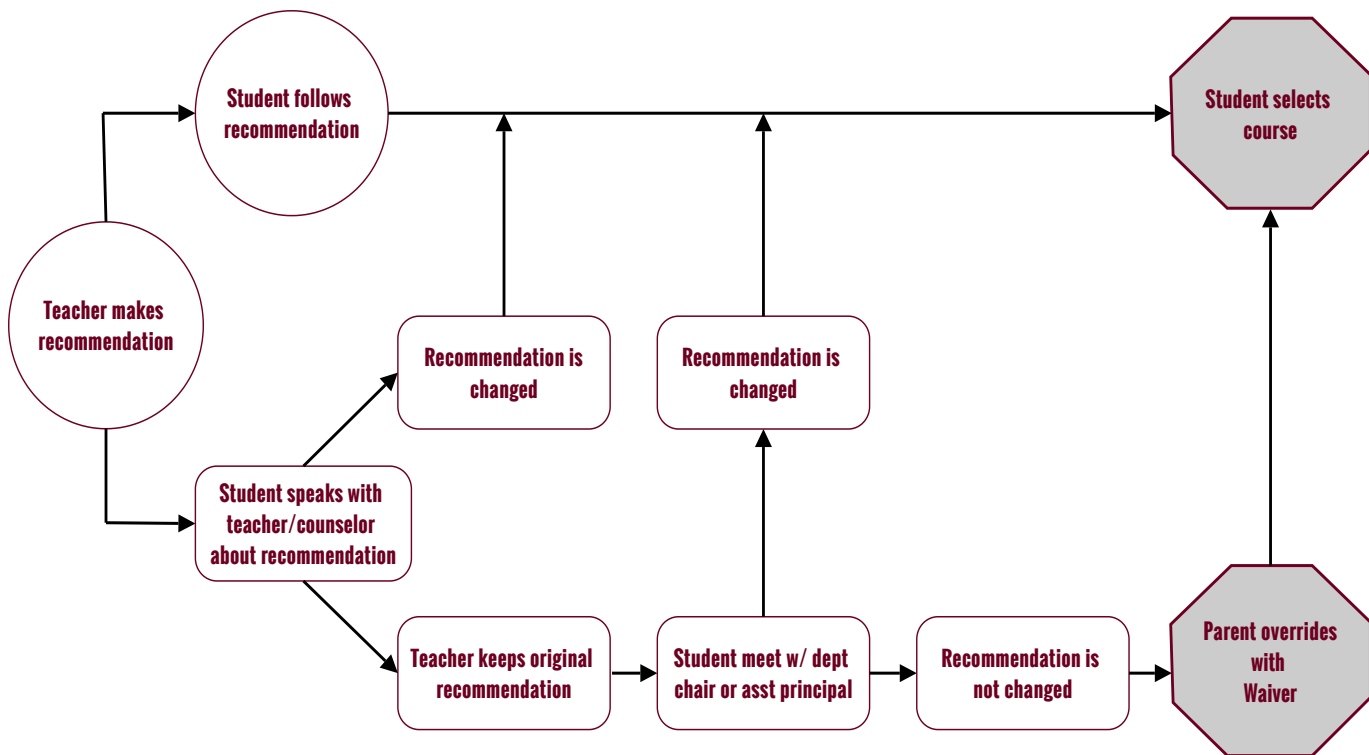 Student follows
recommendation
Student selects
course
Teacher makes
recommendation
Recommendation is
changed
Recommendation is
changed
Student speaks with
teacher/counselor
about recommendation
Teacher keeps original
recommendation
Student meet w/ dept
chair or asst principal
Recommendation is
not changed
Parent overrides
with
Waiver